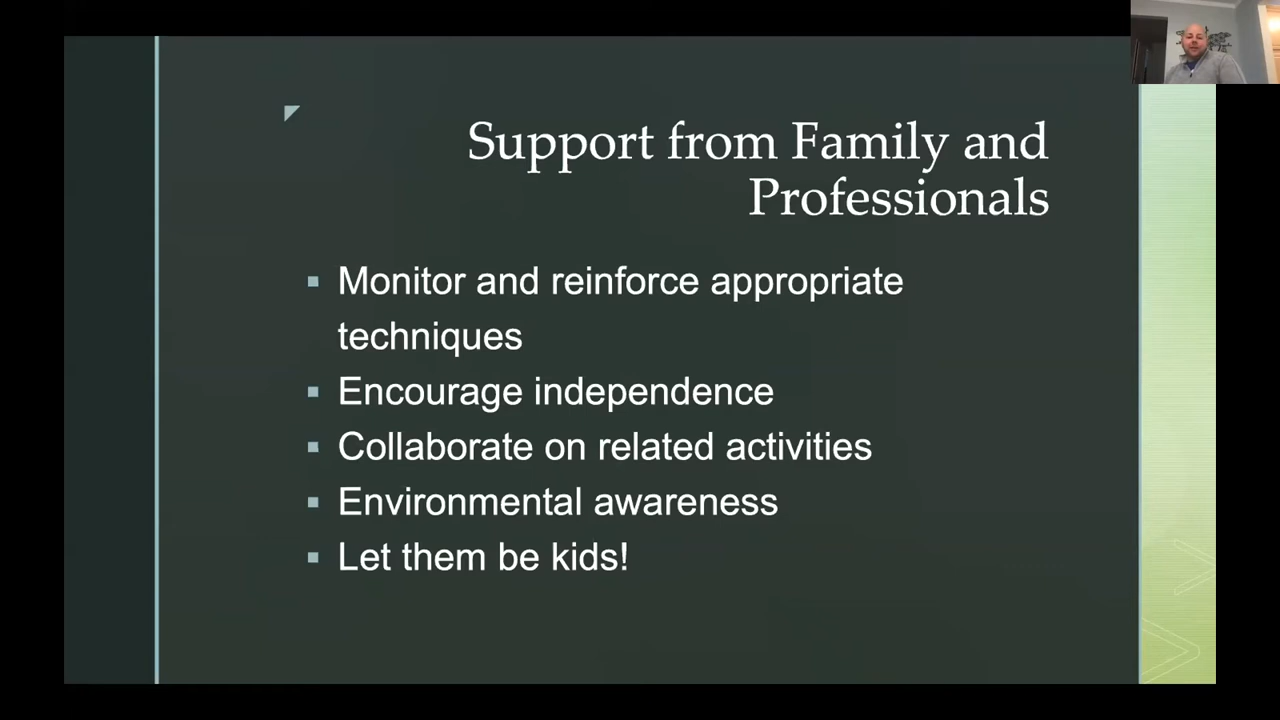 Support from Family and
Professionals
▪ Monitor and reinforce appropriate
techniques
▪ Encourage independence
▪ Collaborate on related activities
▪ Environmental awareness
▪ Let them be kids!